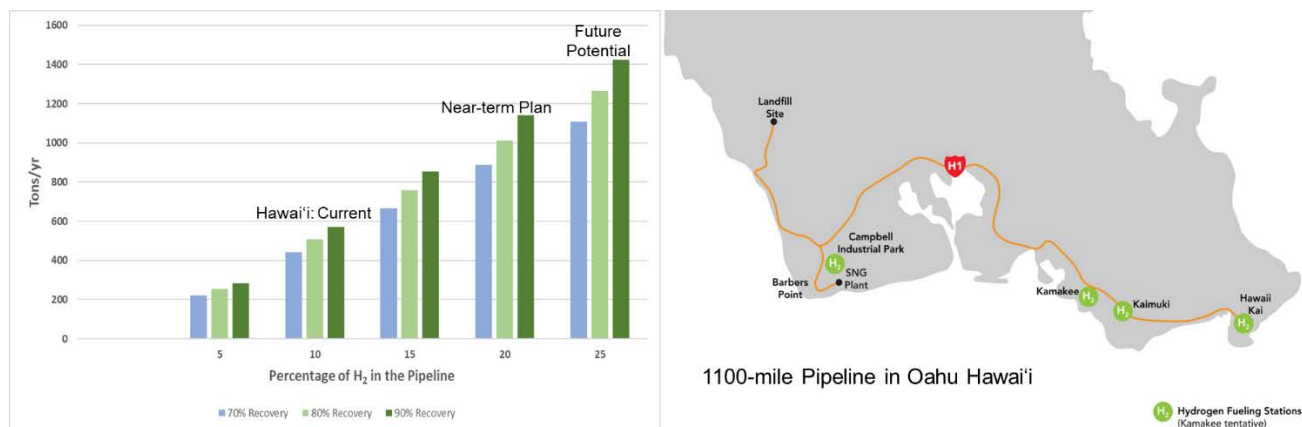 1600
1400
1200
1000
800
600
400
200
0
Tons/yr
Hawaiʻi: Current
Near-term Plan
Future
Potential
5
10
15
20
25
Percentage of H₂ in the Pipeline
70% Recovery
80% Recovery
90% Recovery
Landfill
Site
H1
Campbell
Industrial Park
H₂
SNG
Plant
Barbers
Point
Kamakee
H₂
Kaimuki
H₂
Hawaii
Kai
H₂
1100-mile Pipeline in Oahu Hawaiʻi
H₂
Hydrogen Fueling Stations
(Kamakee tentative)